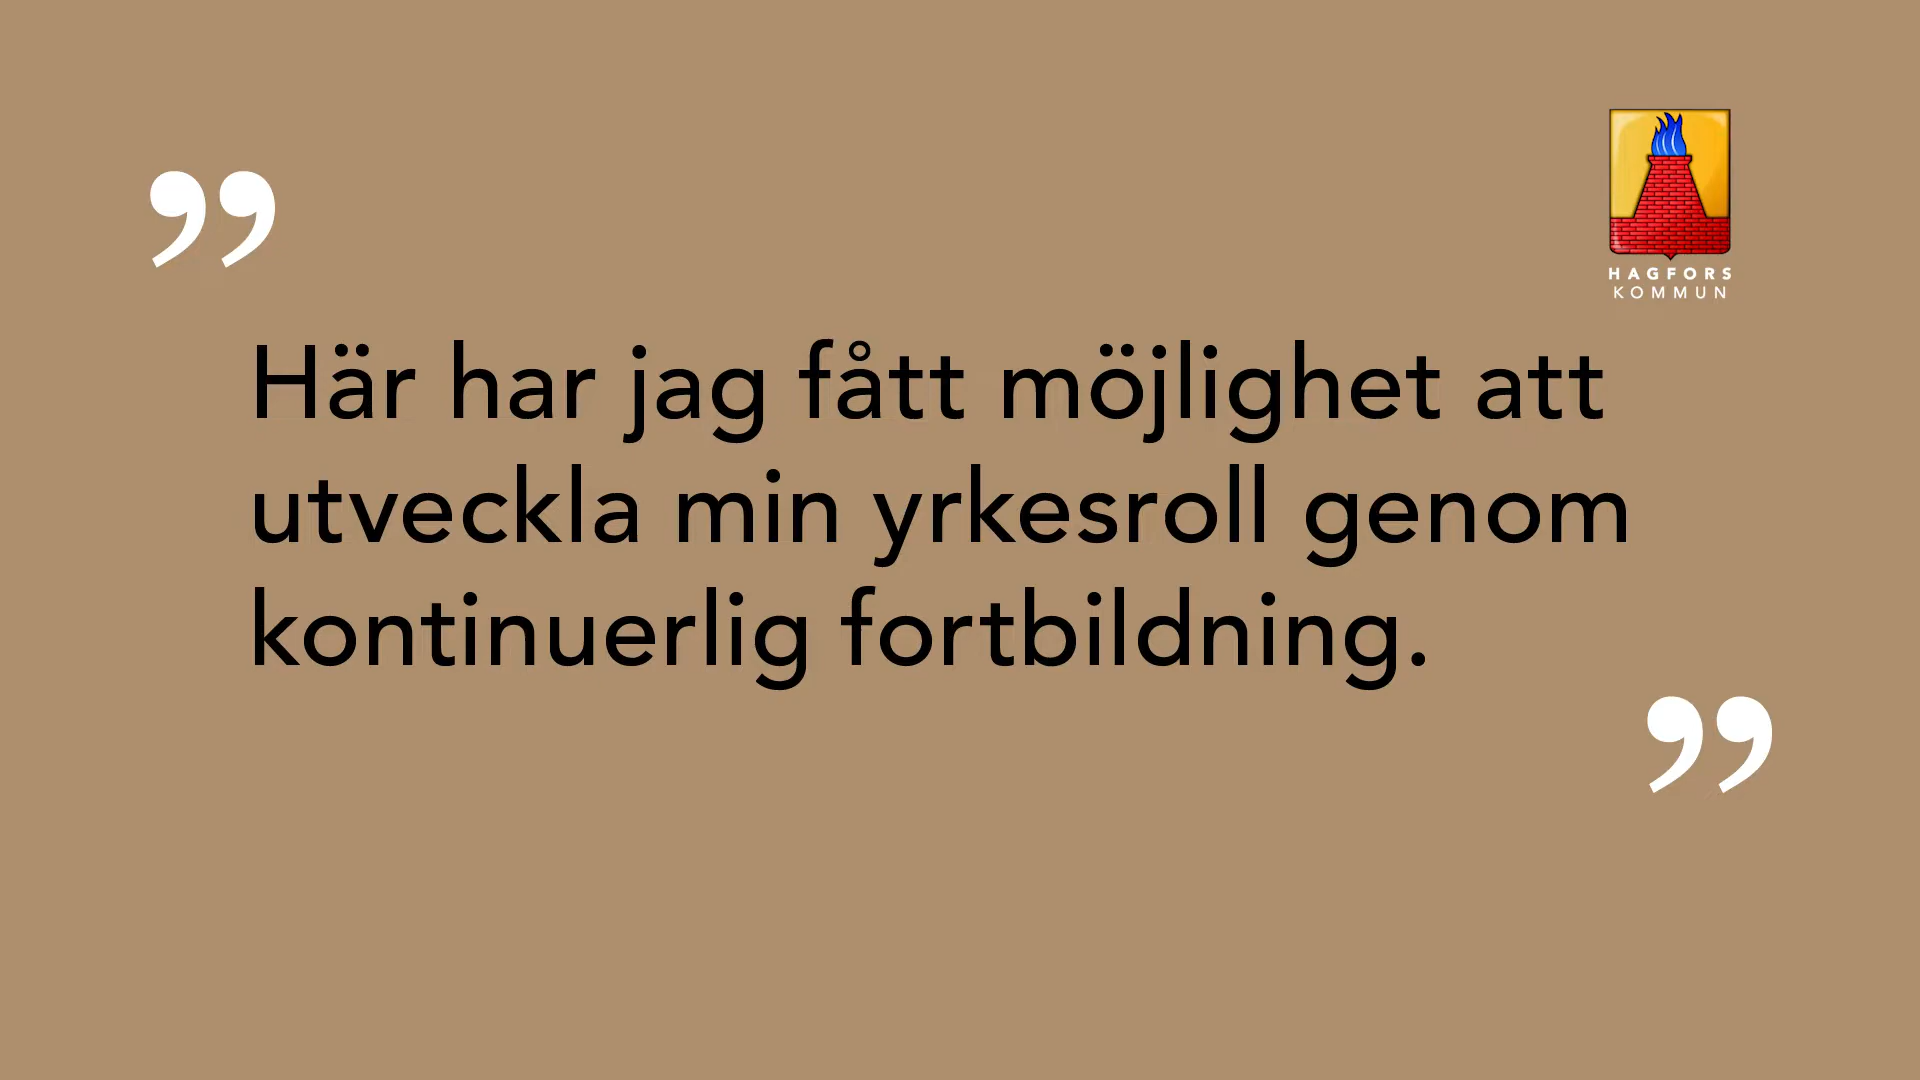 ”
HAGFORS
KOMMUN
Här har jag fått möjlighet att
utveckla min yrkesroll genom
kontinuerlig fortbildning.
”